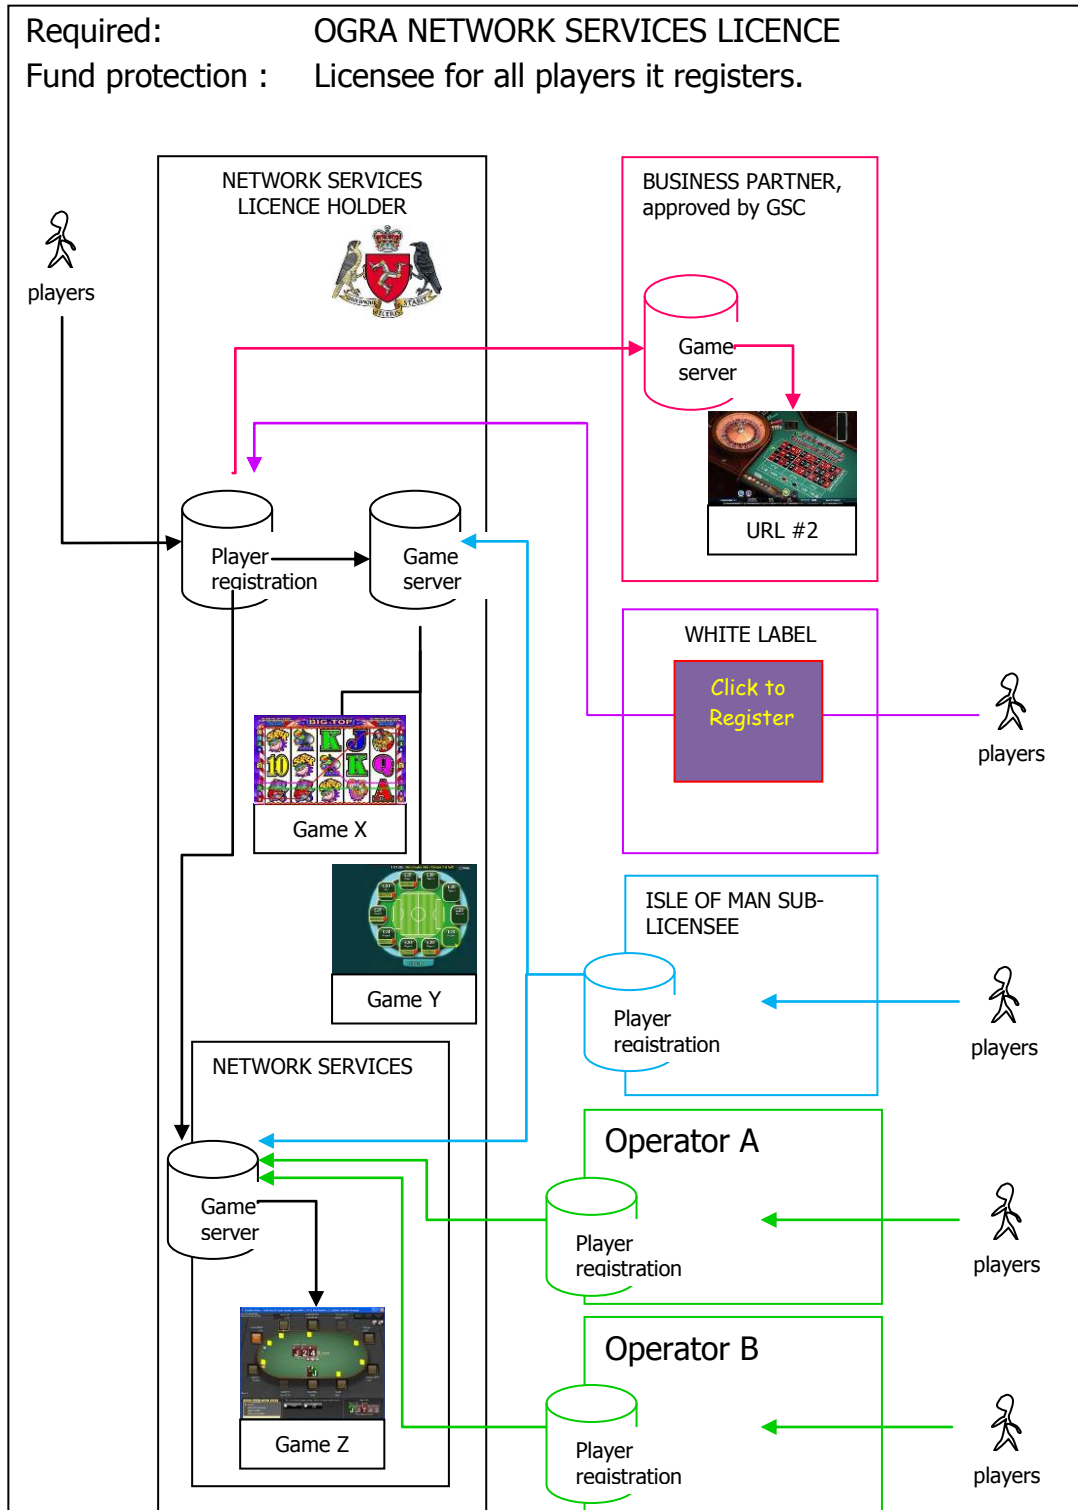 Required: OGRA NETWORK SERVICES LICENCE
Fund protection : Licensee for all players it registers.
NETWORK SERVICES
LICENCE HOLDER
players
BUSINESS PARTNER,
approved by GSC
Game
server
URL #2
Player
registration
Game
server
WHITE LABEL
Click to
Register
players
BIG·TOP
10
K
J
K
Q
A
Game X
Game Y
ISLE OF MAN SUB-
LICENSEE
Player
registration
players
NETWORK SERVICES
Game
server
Game Z
Operator A
Player
registration
players
Operator B
Player
registration
players